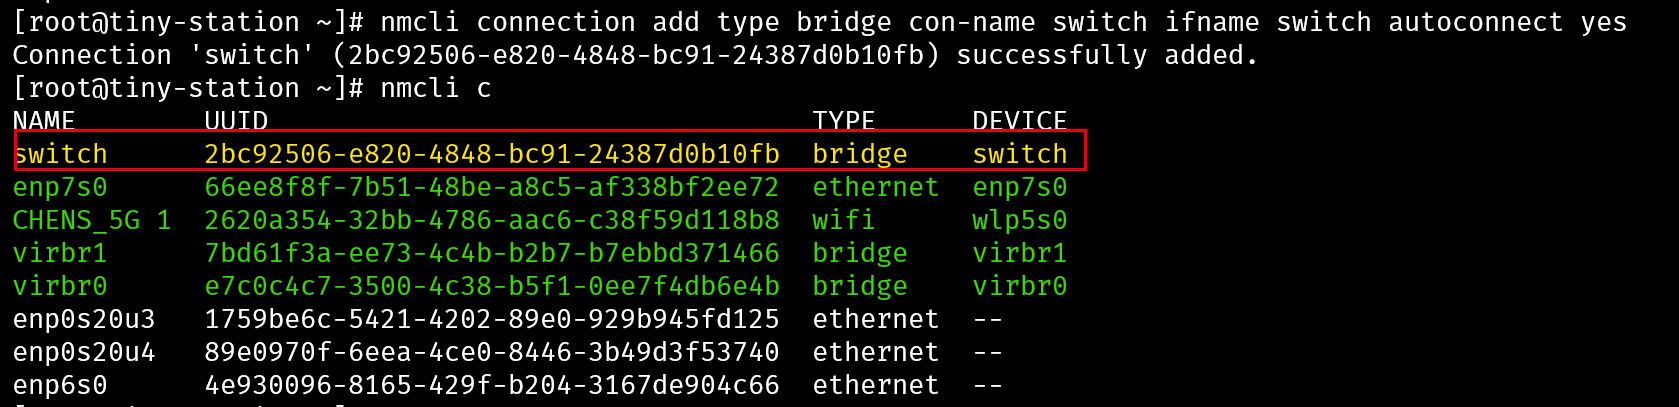 [root@tiny-station ~]# nmcli connection add type bridge con-name switch ifname switch autoconnect yes
Connection 'switch' (2bc92506-e820-4848-bc91-24387d0b10fb) successfully added.
[root@tiny-station ~]# nmcli c
NAME UUID TYPE DEVICE
switch 2bc92506-e820-4848-bc91-24387d0b10fb bridge switch
enp7s0 66ee8f8f-7b51-48be-a8c5-af338bf2ee72 ethernet enp7s0
CHENS_5G 1 2620a354-32bb-4786-aac6-c38f59d118b8 wifi wlp5s0
virbr1 7bd61f3a-ee73-4c4b-b2b7-b7ebbd371466 bridge virbr1
virbr0 e7c0c4c7-3500-4c38-b5f1-0ee7f4db6e4b bridge virbr0
enp0s20u3 1759be6c-5421-4202-89e0-929b945fd125 ethernet --
enp0s20u4 89e0970f-6eea-4ce0-8446-3b49d3f53740 ethernet --
enp6s0 4e930096-8165-429f-b204-3167de904c66 ethernet --